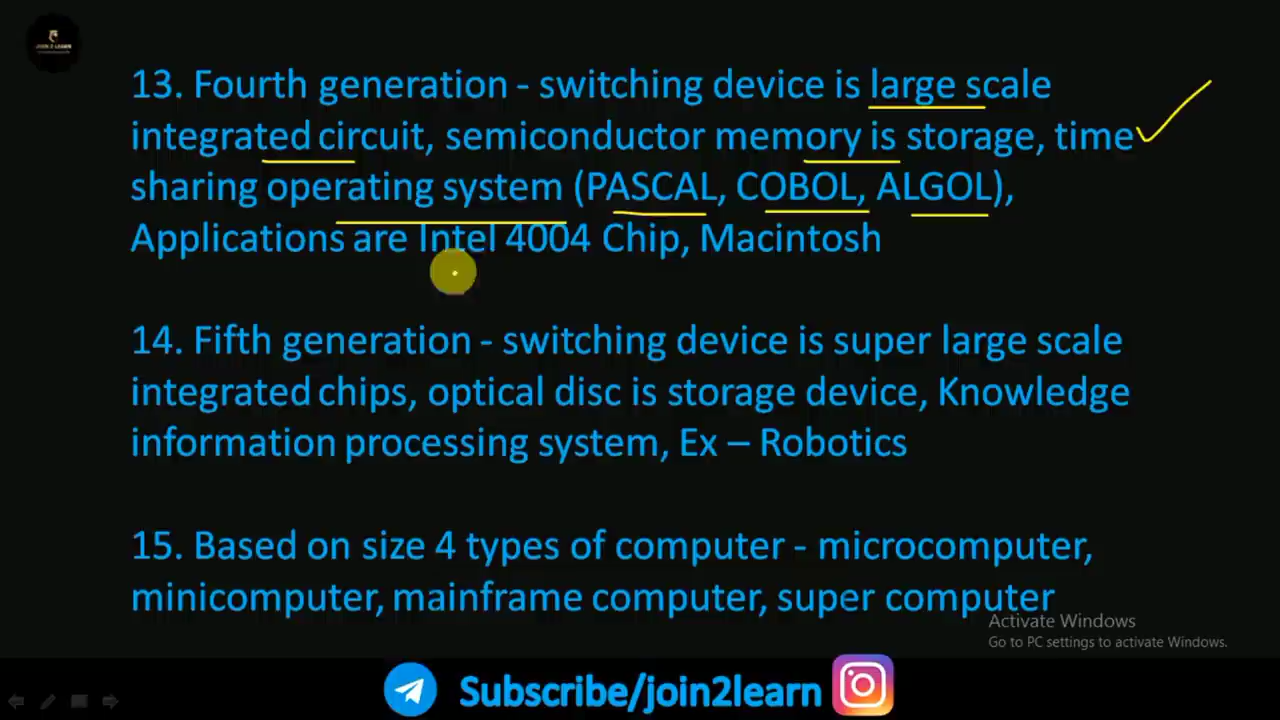 JOIN 2 LEARN
13. Fourth generation - switching device is large scale
integrated circuit, semiconductor memory is storage, time
sharing operating system (PASCAL, COBOL, ALGOL),
Applications are Intel 4004 Chip, Macintosh
14. Fifth generation - switching device is super large scale
integrated chips, optical disc is storage device, Knowledge
information processing system, Ex – Robotics
15. Based on size 4 types of computer - microcomputer,
minicomputer, mainframe computer, super computer
Activate Windows
Go to PC settings to activate Windows.
Subscribe/join2learn